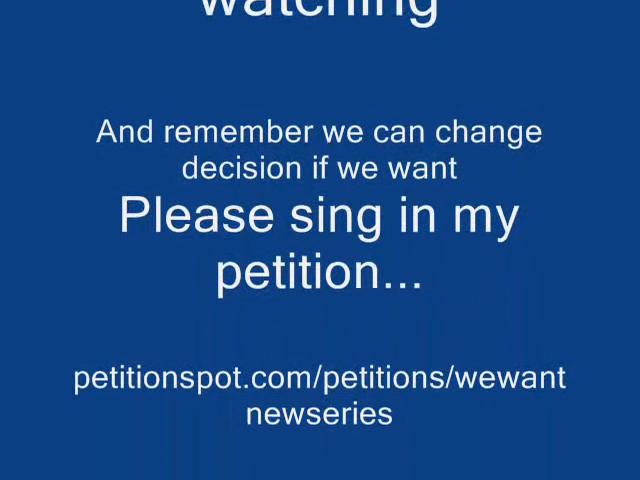 watching
And remember we can change
decision if we want
Please sing in my
petition...
petitionspot.com/petitions/wewant
newseries